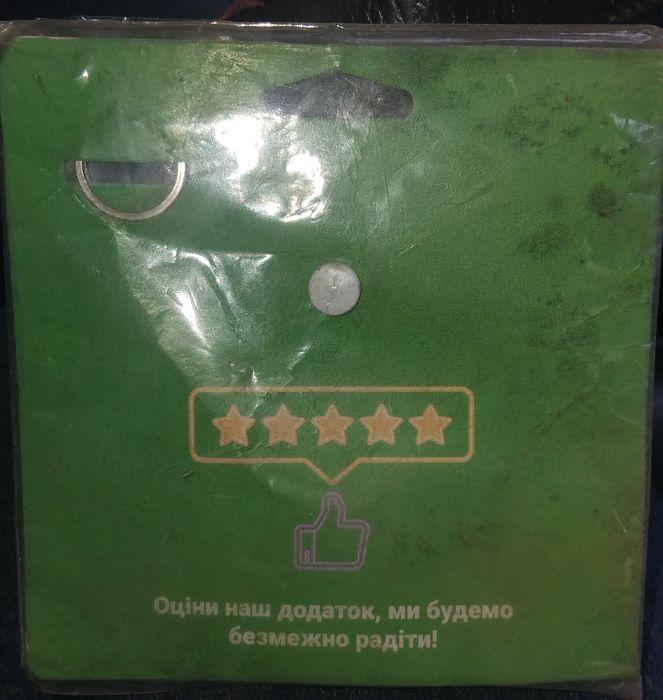 Оціни наш додаток, ми будемо
безмежно радіти!